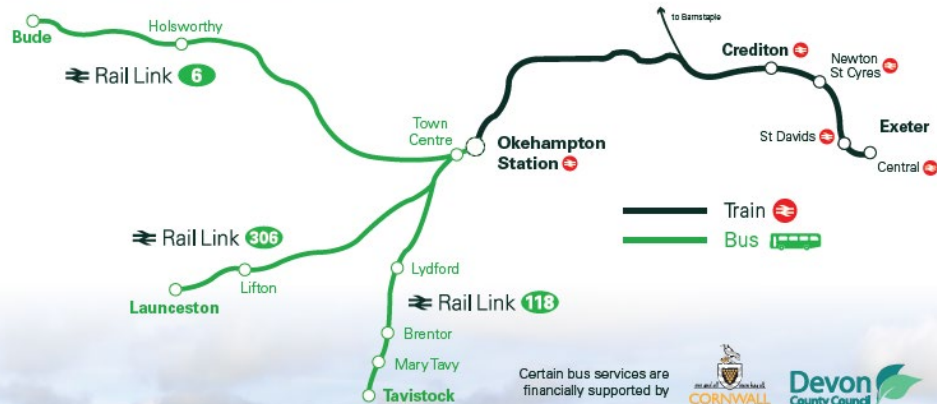 to Barnstaple
Holsworthy
Bude
Rail Link 6
Crediton
Newton
St Cyres
Town
Centre
Okehampton
Station
St Davids
Exeter
Central
Train
Bus
Rail Link 306
Lifton
Launceston
Lydford
Rail Link 118
Brentor
Mary Tavy
Tavistock
Certain bus services are
financially supported by
CORNWALL
Devon
County Council